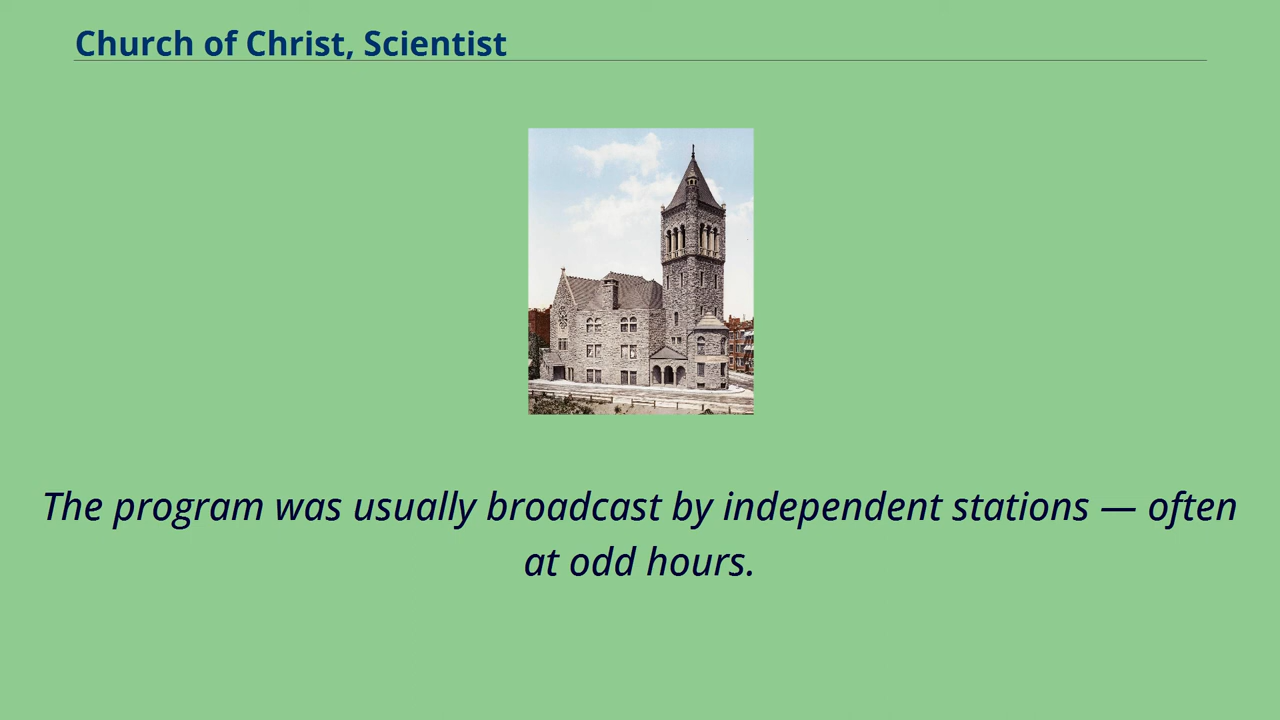 Church of Christ, Scientist
The program was usually broadcast by independent stations — often
at odd hours.